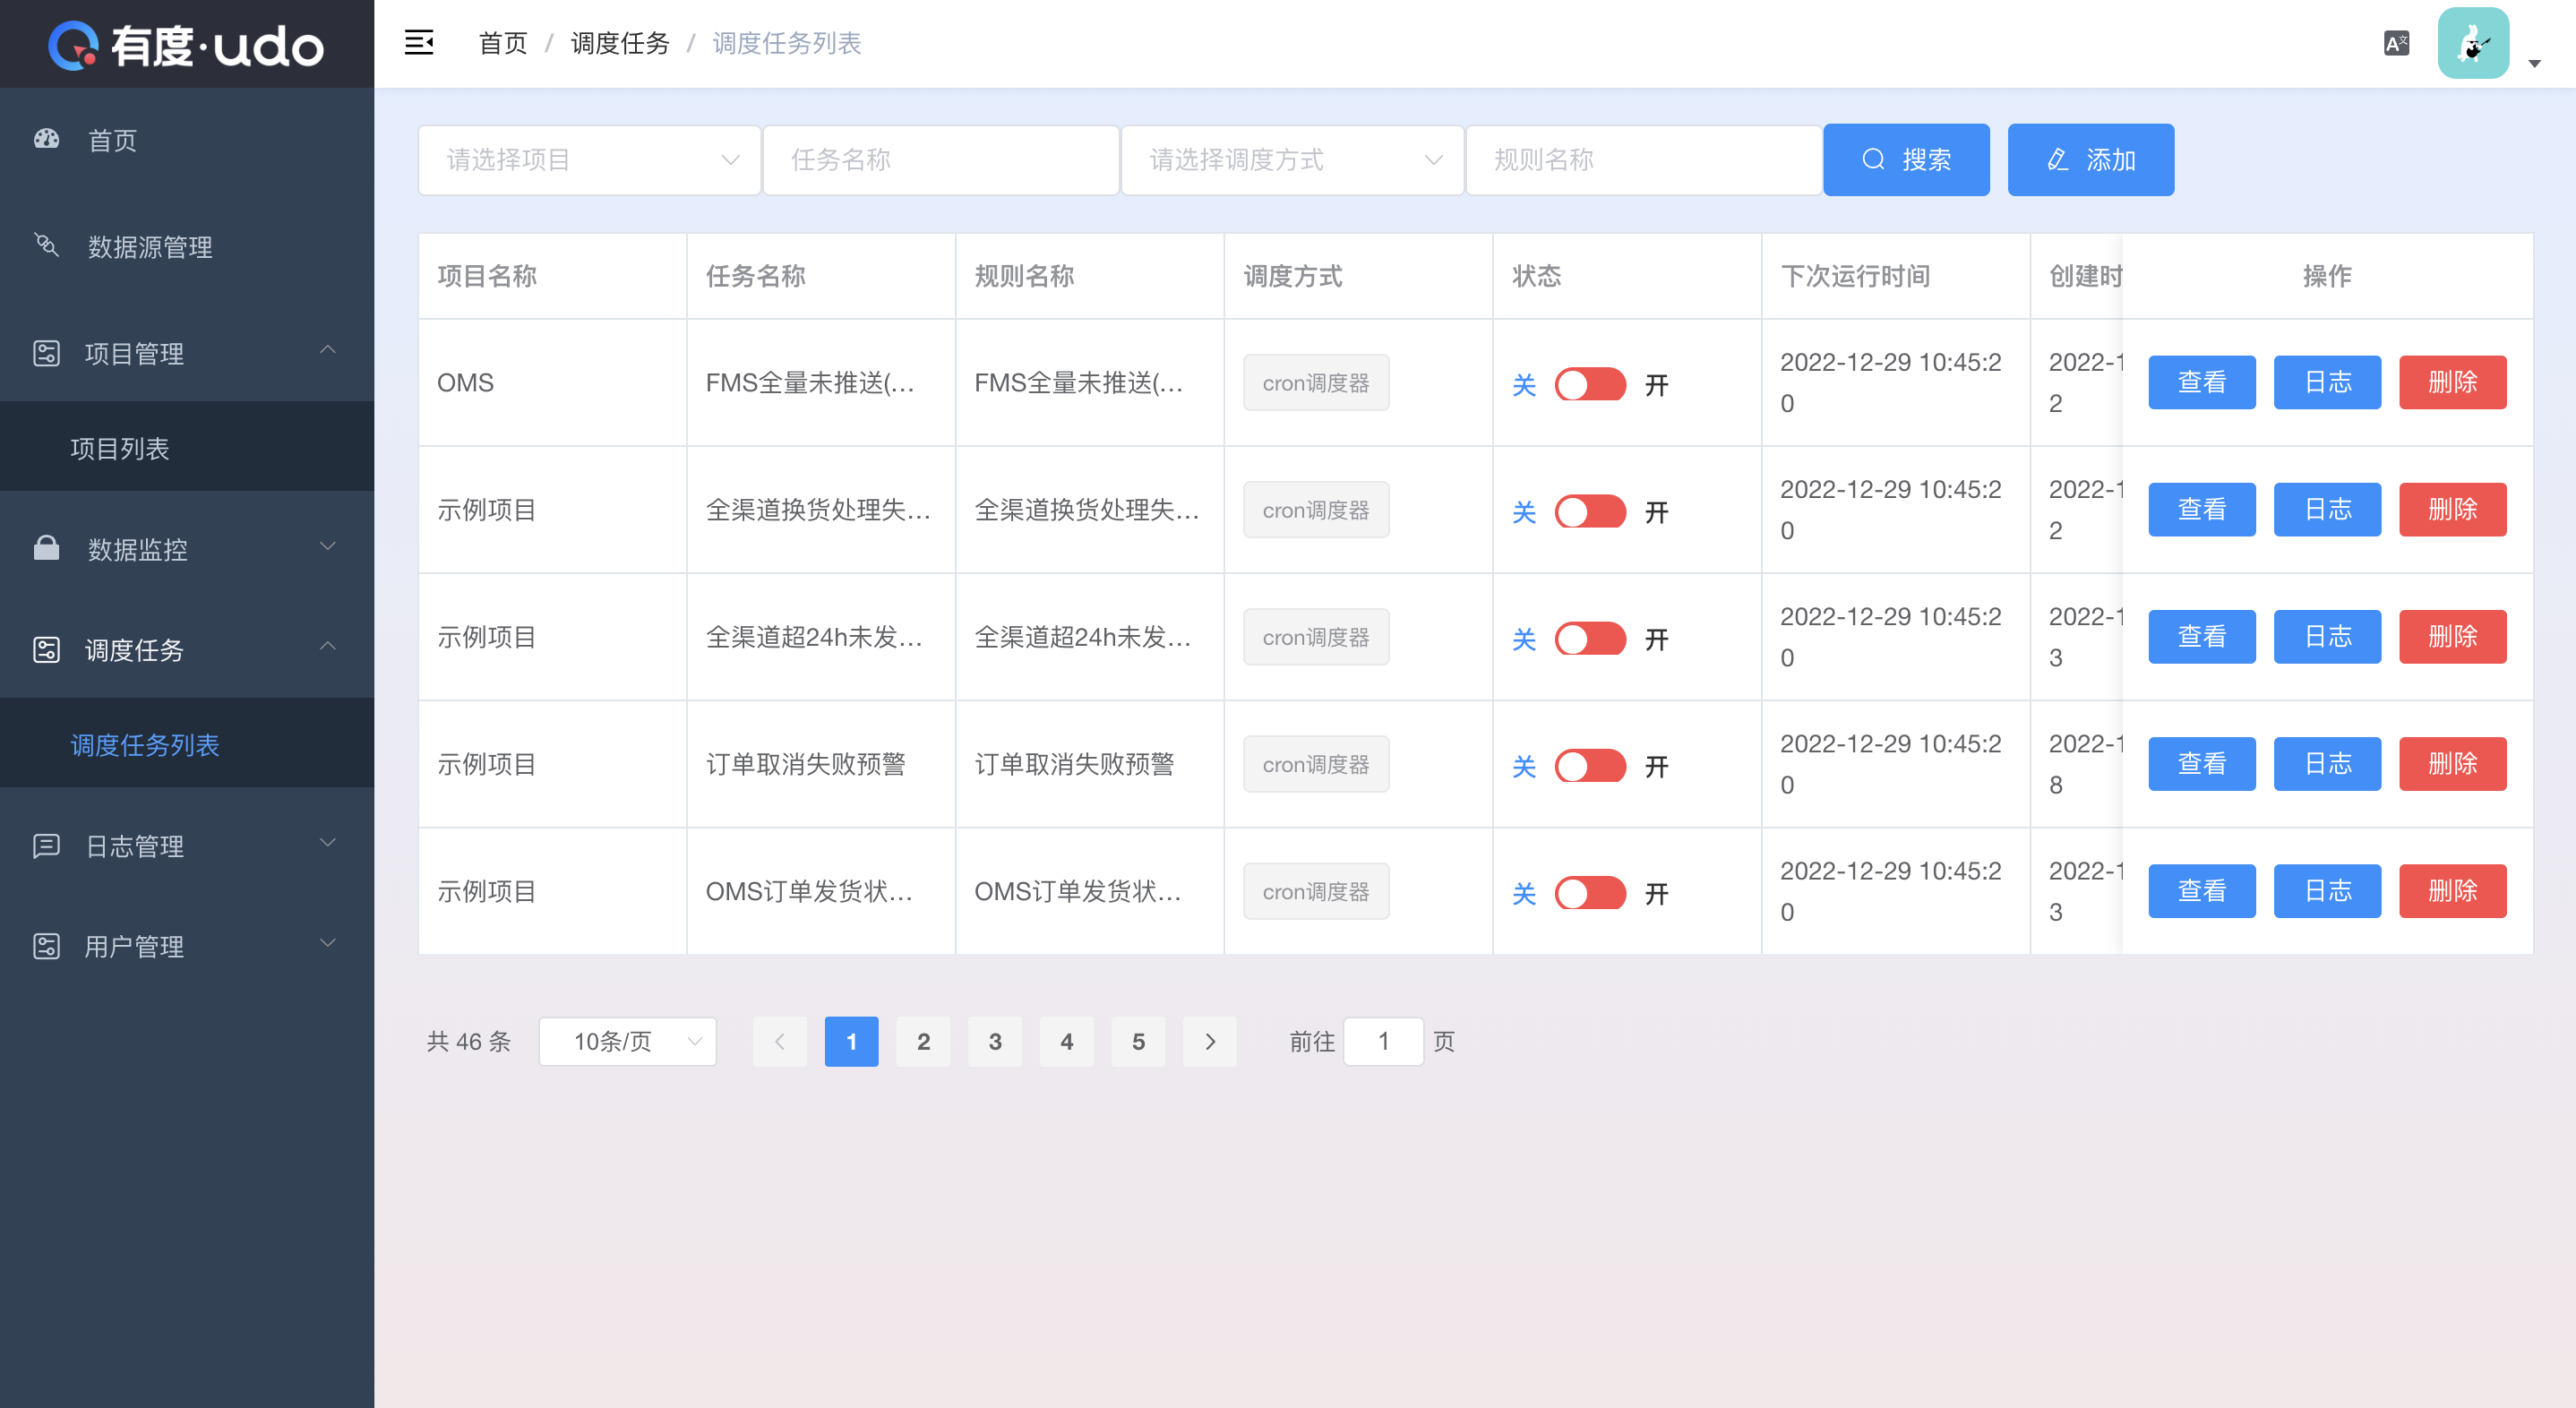 有度·udo
首页 / 调度任务 / 调度任务列表
首页
数据源管理
项目管理
项目列表
数据监控
调度任务
调度任务列表
日志管理
用户管理
请选择项目 任务名称 请选择调度方式 规则名称 搜索 添加
项目名称 任务名称 规则名称 调度方式 状态 下次运行时间 创建时 操作
OMS FMS全量未推送(... FMS全量未推送(... cron调度器 关 开 2022-12-29 10:45:2 2022-1 查看 日志 删除
0 2
示例项目 全渠道换货处理失... 全渠道换货处理失... cron调度器 关 开 2022-12-29 10:45:2 2022-1 查看 日志 删除
0 2
示例项目 全渠道超24h未发... 全渠道超24h未发... cron调度器 关 开 2022-12-29 10:45:2 2022-1 查看 日志 删除
0 3
示例项目 订单取消失败预警 订单取消失败预警 cron调度器 关 开 2022-12-29 10:45:2 2022-1 查看 日志 删除
0 8
示例项目 OMS订单发货状... OMS订单发货状... cron调度器 关 开 2022-12-29 10:45:2 2022-1 查看 日志 删除
0 3
共 46 条 10条/页 1 2 3 4 5 前往 1 页